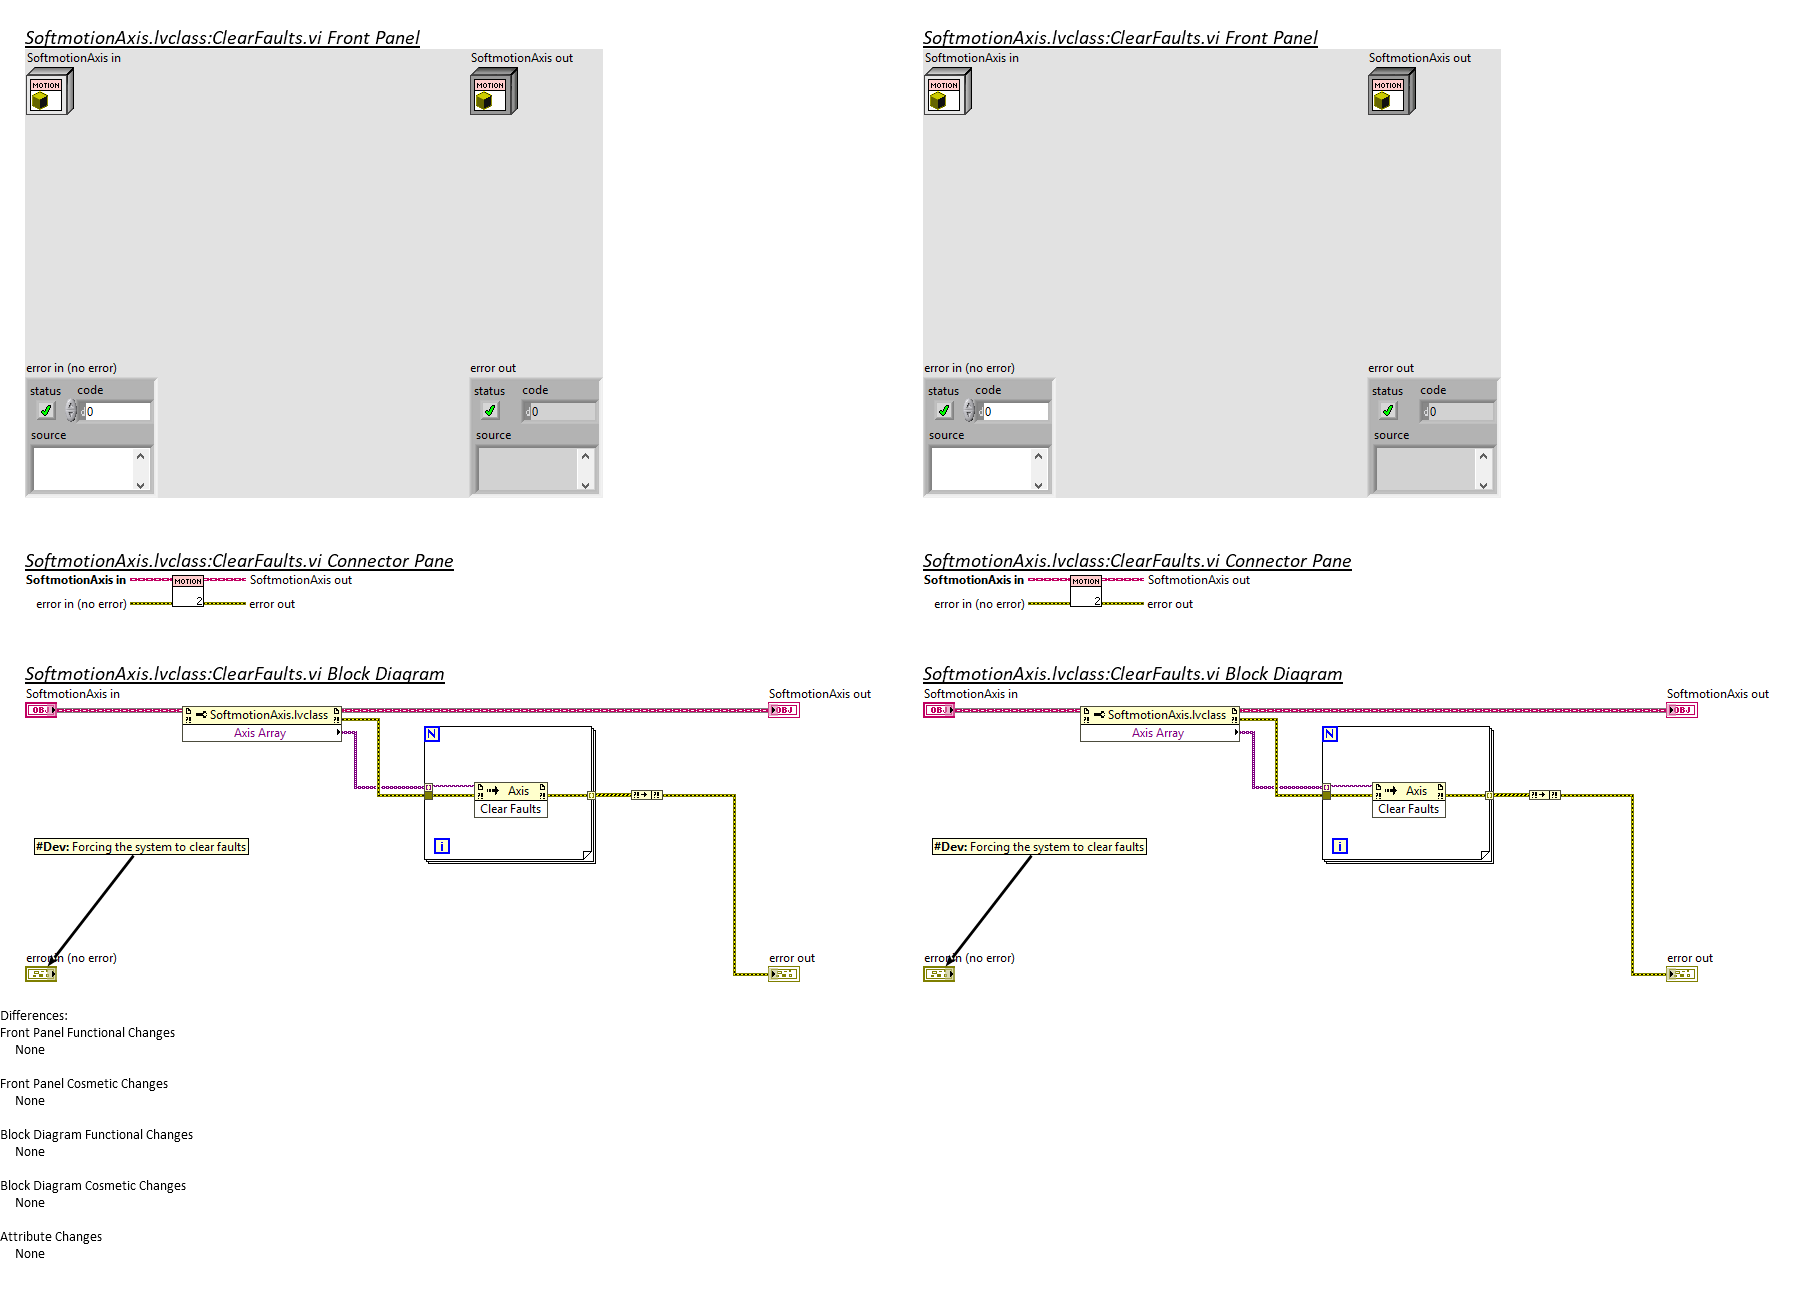 SoftmotionAxis.lvclass:ClearFaults.vi Front Panel
SoftmotionAxis in
SoftmotionAxis out
MOTION
MOTION
error in (no error)
error out
status
code
status
code
d 0
d 0
source
source
SoftmotionAxis.lvclass:ClearFaults.vi Connector Pane
SoftmotionAxis in
MOTION
SoftmotionAxis out
error in (no error)
2
error out
SoftmotionAxis.lvclass:ClearFaults.vi Block Diagram
SoftmotionAxis in
SoftmotionAxis out
OBJ
SoftmotionAxis.lvclass
OBJ
Axis Array
N
Axis
Clear Faults
#Dev: Forcing the system to clear faults
i
error in (no error)
error out
SoftmotionAxis.lvclass:ClearFaults.vi Front Panel
SoftmotionAxis in
SoftmotionAxis out
MOTION
MOTION
error in (no error)
error out
status
code
status
code
d 0
d 0
source
source
SoftmotionAxis.lvclass:ClearFaults.vi Connector Pane
SoftmotionAxis in
MOTION
SoftmotionAxis out
error in (no error)
2
error out
SoftmotionAxis.lvclass:ClearFaults.vi Block Diagram
SoftmotionAxis in
SoftmotionAxis out
OBJ
SoftmotionAxis.lvclass
OBJ
Axis Array
N
Axis
Clear Faults
#Dev: Forcing the system to clear faults
i
error in (no error)
error out
Differences:
Front Panel Functional Changes
None
Front Panel Cosmetic Changes
None
Block Diagram Functional Changes
None
Block Diagram Cosmetic Changes
None
Attribute Changes
None